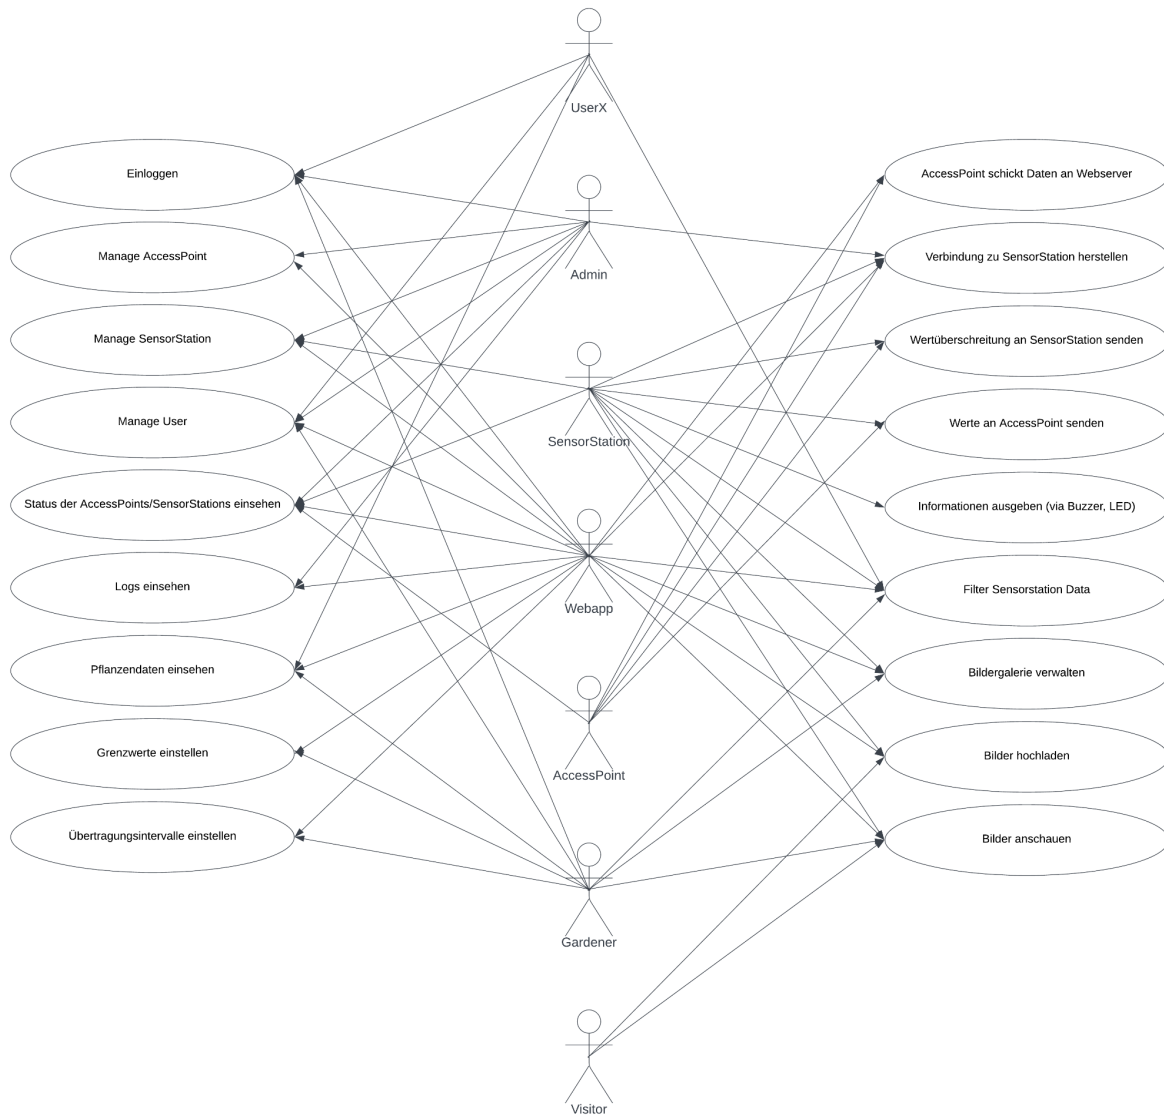 UserX
Einloggen
AccessPoint schickt Daten an Webserver
Manage AccessPoint
Admin
Verbindung zu SensorStation herstellen
Manage SensorStation
Wertüberschreitung an SensorStation senden
Manage User
SensorStation
Werte an AccessPoint senden
Status der AccessPoints/SensorStations einsehen
Informationen ausgeben (via Buzzer, LED)
Logs einsehen
Webapp
Filter Sensorstation Data
Pflanzendaten einsehen
Bildergalerie verwalten
Grenzwerte einstellen
AccessPoint
Bilder hochladen
Übertragungsintervalle einstellen
Bilder anschauen
Gardener
Visitor